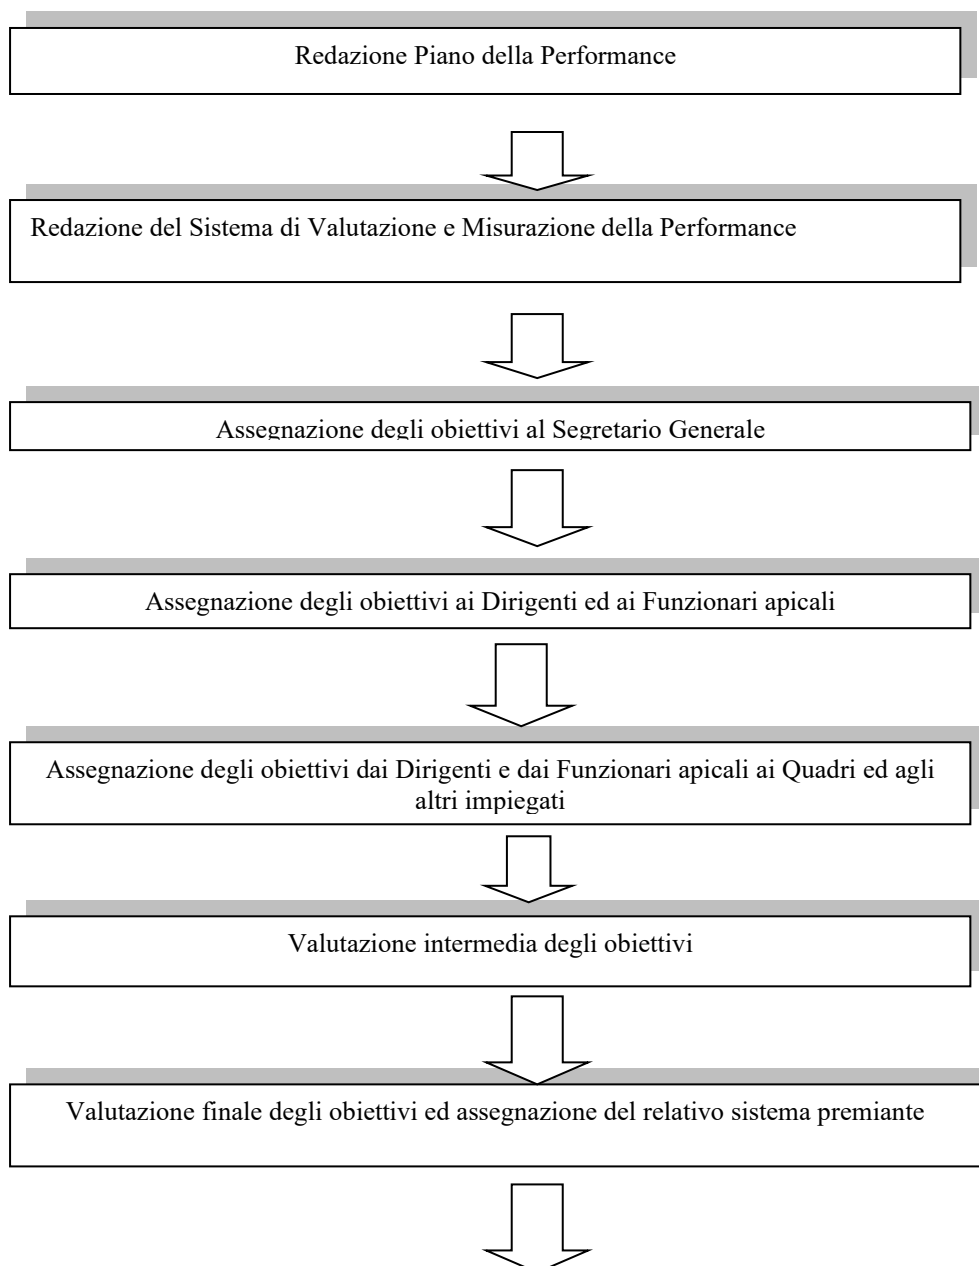 Redazione Piano della Performance
Redazione del Sistema di Valutazione e Misurazione della Performance
Assegnazione degli obiettivi al Segretario Generale
Assegnazione degli obiettivi ai Dirigenti ed ai Funzionari apicali
Assegnazione degli obiettivi dai Dirigenti e dai Funzionari apicali ai Quadri ed agli
altri impiegati
Valutazione intermedia degli obiettivi
Valutazione finale degli obiettivi ed assegnazione del relativo sistema premiante